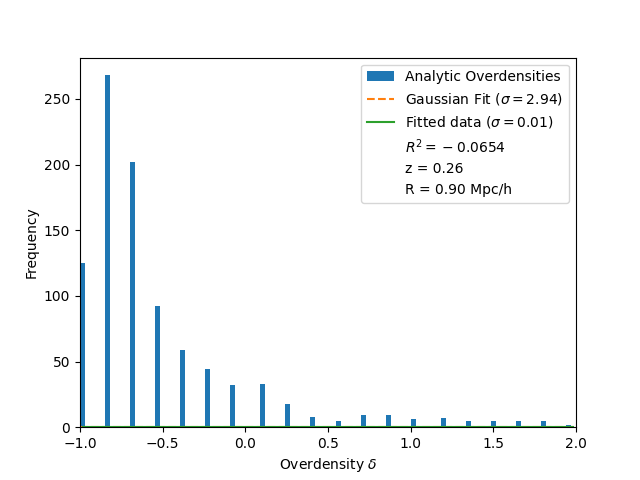 Analytic Overdensities
Gaussian Fit (σ = 2.94)
Fitted data (σ = 0.01)
R² = −0.0654
z = 0.26
R = 0.90 Mpc/h
250
200
150
100
50
0
Frequency
−1.0 −0.5 0.0 0.5 1.0 1.5 2.0
Overdensity δ